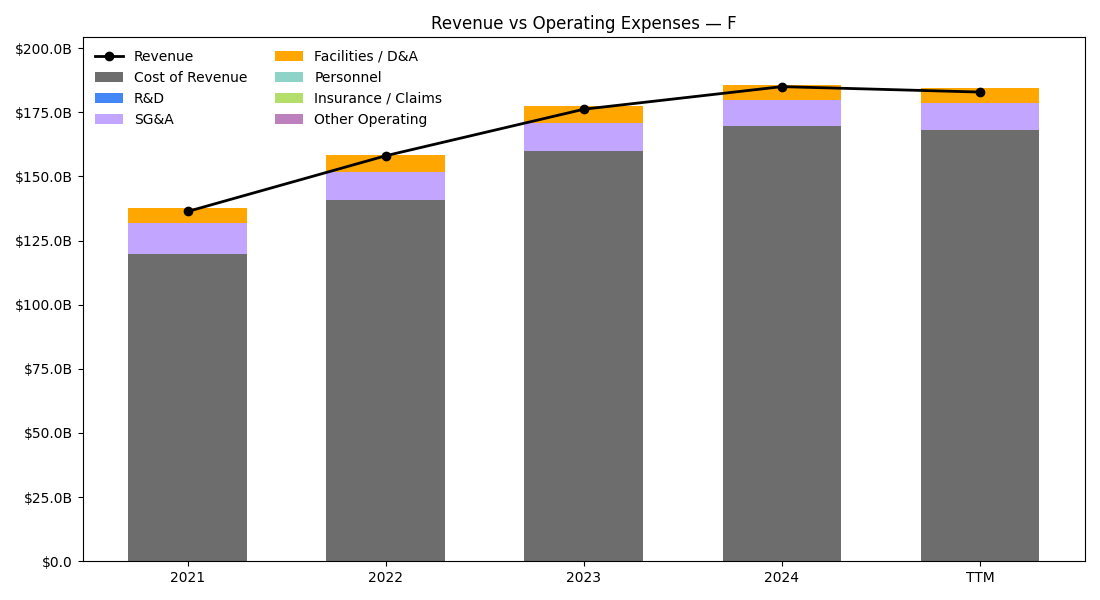 Revenue vs Operating Expenses — F
$200.0B
$175.0B
$150.0B
$125.0B
$100.0B
$75.0B
$50.0B
$25.0B
$0.0
Revenue
Cost of Revenue
R&D
SG&A
Facilities / D&A
Personnel
Insurance / Claims
Other Operating
2021
2022
2023
2024
TTM